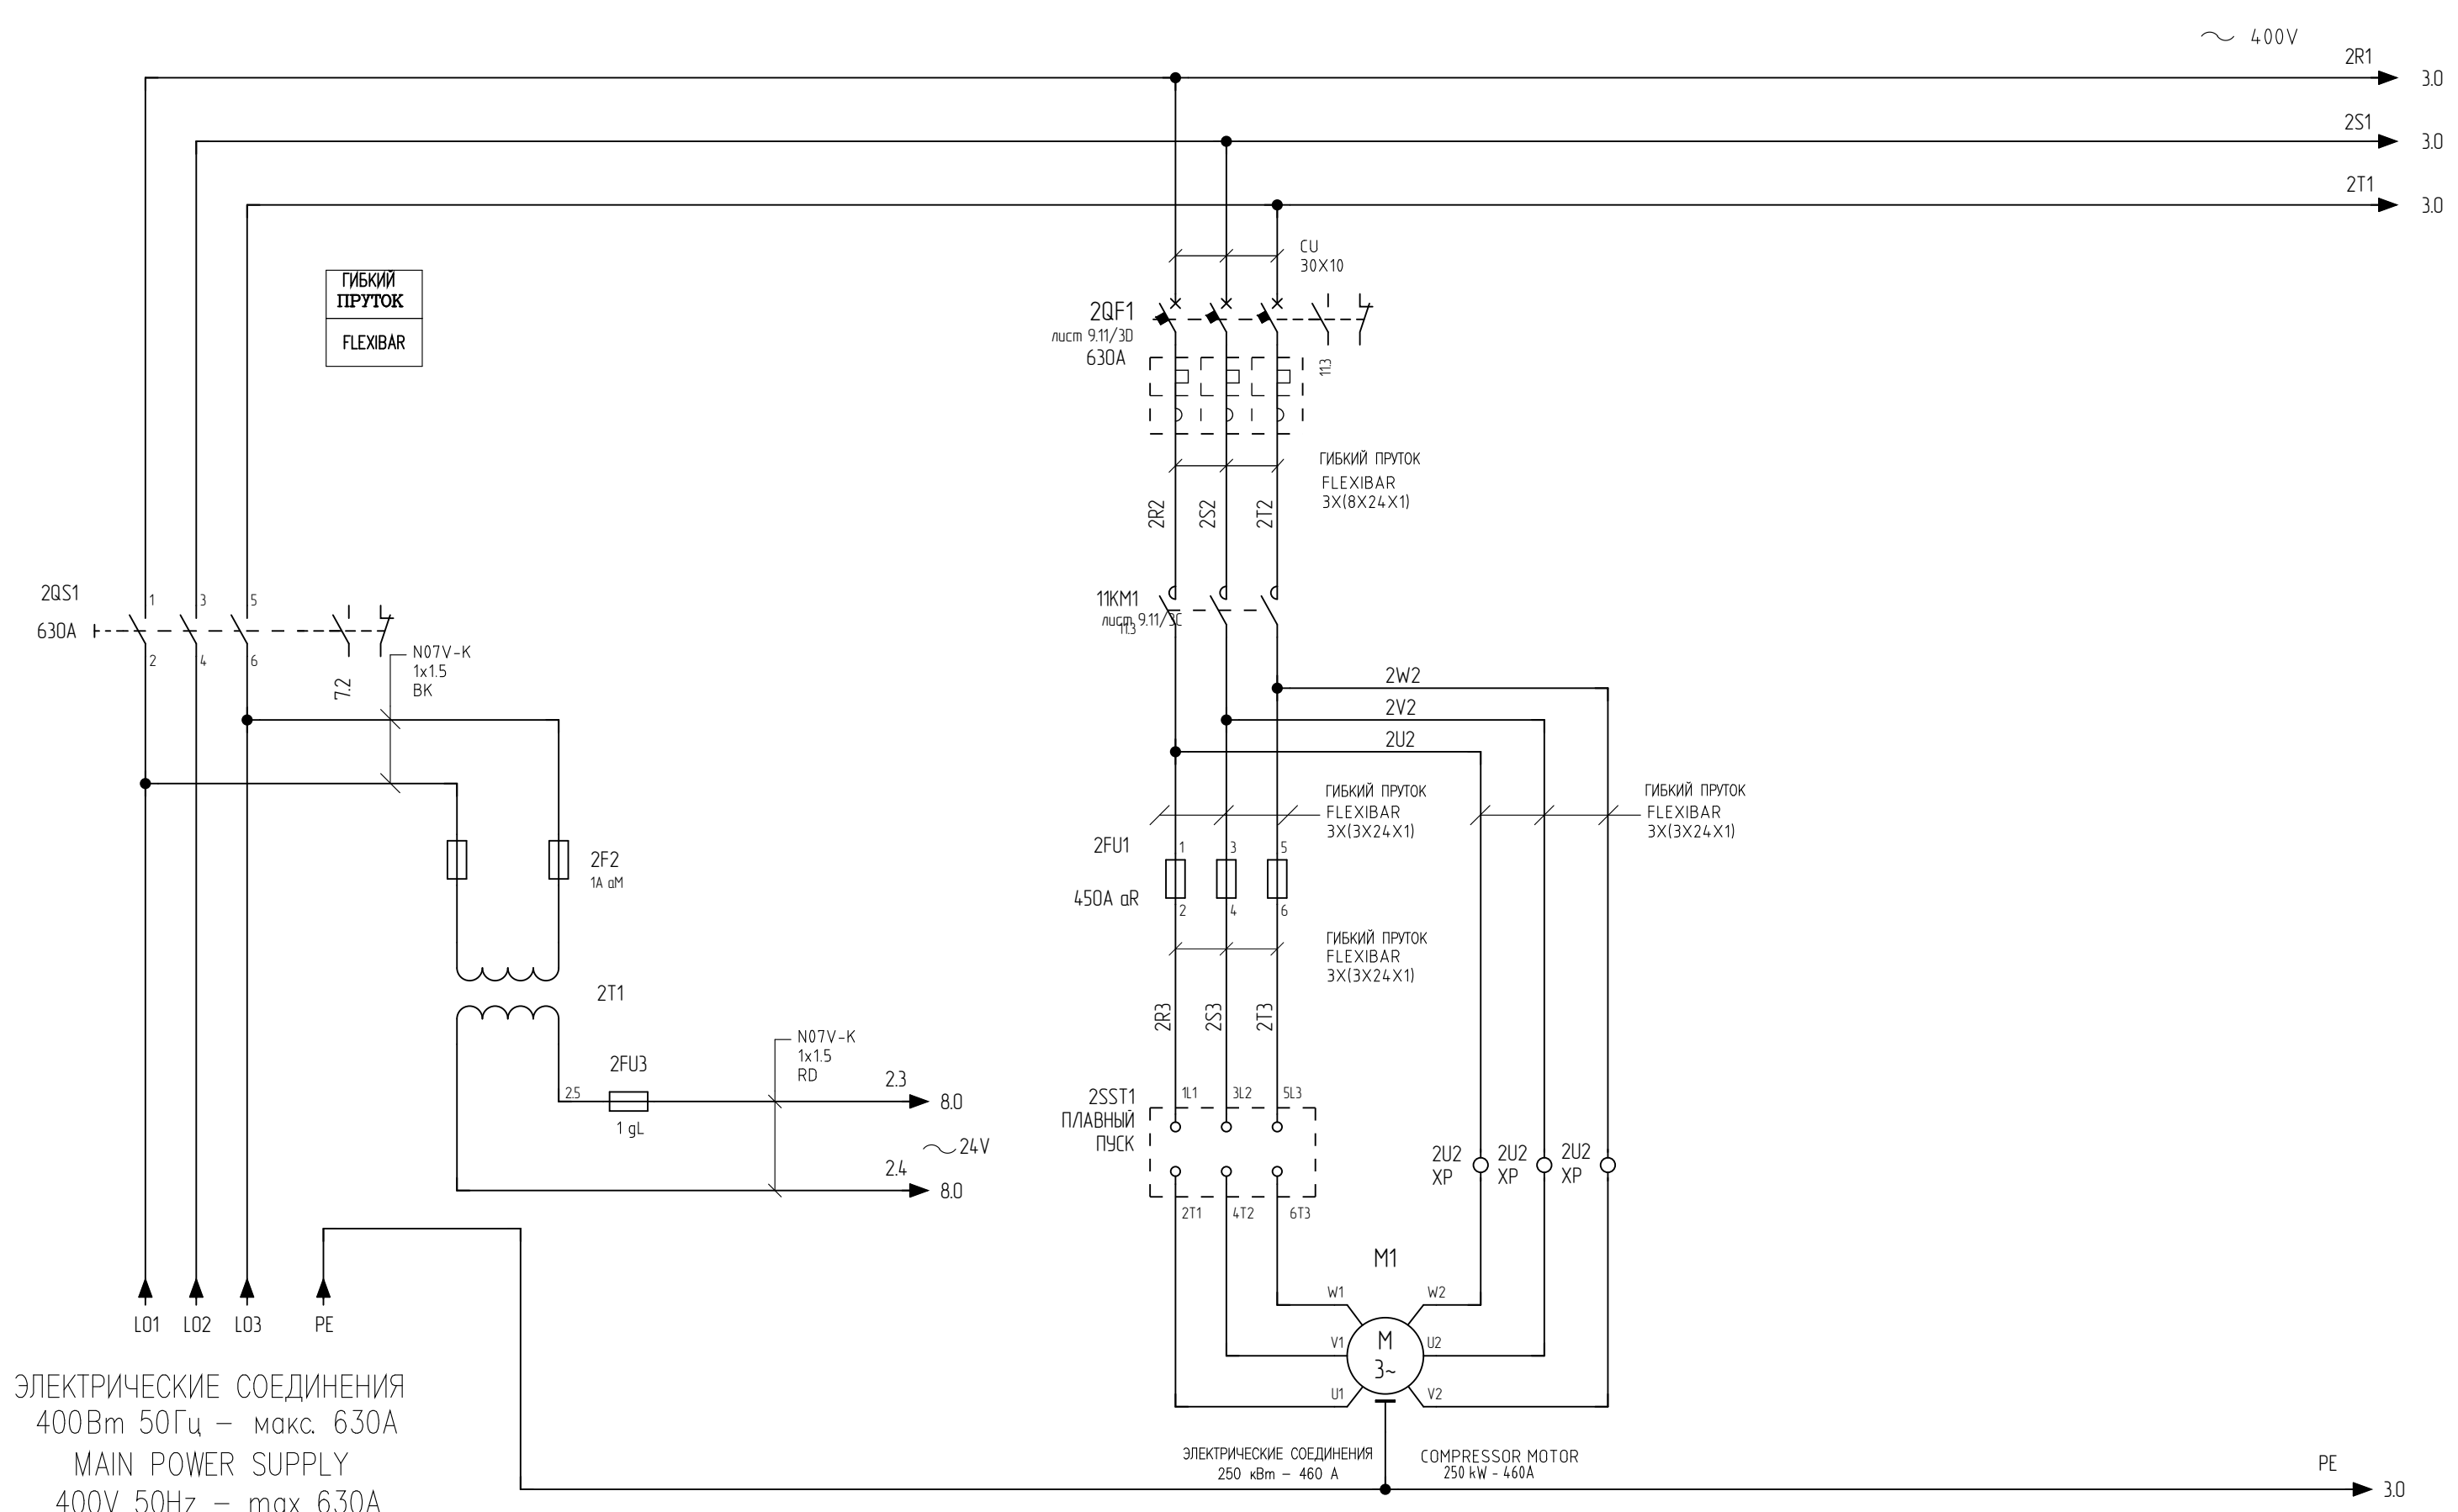 400V
2R1
3.0
2S1
3.0
2T1
3.0
ГИБКИЙ
ПРУТОК
FLEXIBAR
CU
30X10
2QF1
лист 9.11/3D
630A
11.3
ГИБКИЙ ПРУТОК
FLEXIBAR
3X(8X24X1)
2R2
2S2
2T2
2QS1
630A
1
3
5
2
4
6
7.2
N07V-K
1x1.5
BK
11KM1
лист 9.11/3C
11.3
2W2
2V2
2U2
ГИБКИЙ ПРУТОК
FLEXIBAR
3X(3X24X1)
ГИБКИЙ ПРУТОК
FLEXIBAR
3X(3X24X1)
2F2
1A aM
2FU1
450A aR
1
3
5
2
4
6
ГИБКИЙ ПРУТОК
FLEXIBAR
3X(3X24X1)
2T1
2R3
2S3
2T3
2FU3
2.5
1 gL
N07V-K
1x1.5
RD
2.3
8.0
24V
2.4
8.0
2SST1
ПЛАВНЫЙ
ПУСК
1L1
3L2
5L3
2T1
4T2
6T3
2U2
XP
2U2
XP
2U2
XP
M1
W1
W2
V1
U2
U1
V2
M
3~
L01
L02
L03
PE
ЭЛЕКТРИЧЕСКИЕ СОЕДИНЕНИЯ
400Вт 50Гц - макс. 630А
MAIN POWER SUPPLY
400V 50Hz - max 630A
ЭЛЕКТРИЧЕСКИЕ СОЕДИНЕНИЯ
250 кВт - 460 А
COMPRESSOR MOTOR
250 kW - 460A
PE
3.0